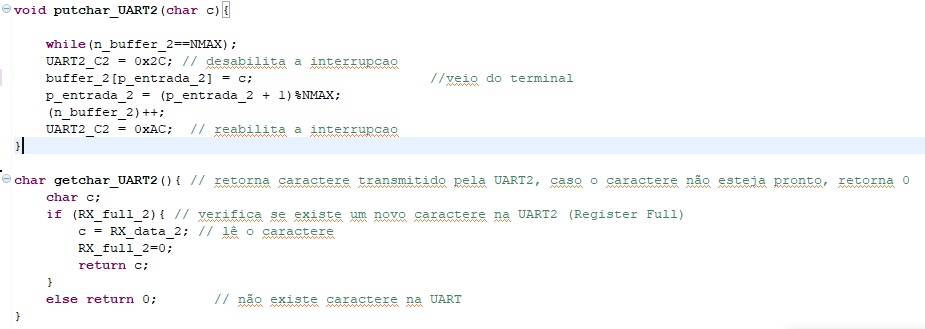 void putchar_UART2(char c){
while(n_buffer_2==NMAX);
UART2_C2 = 0x2C; // desabilita a interrupcao
buffer_2[p_entrada_2] = c; //veio do terminal
p_entrada_2 = (p_entrada_2 + 1)%NMAX;
(n_buffer_2)++;
UART2_C2 = 0xAC; // reabilita a interrupcao
}
char getchar_UART2(){ // retorna caractere transmitido pela UART2, caso o caractere não esteja pronto, retorna 0
char c;
if (RX_full_2){ // verifica se existe um novo caractere na UART2 (Register Full)
c = RX_data_2; // lê o caractere
RX_full_2=0;
return c;
}
else return 0; // não existe caractere na UART
}